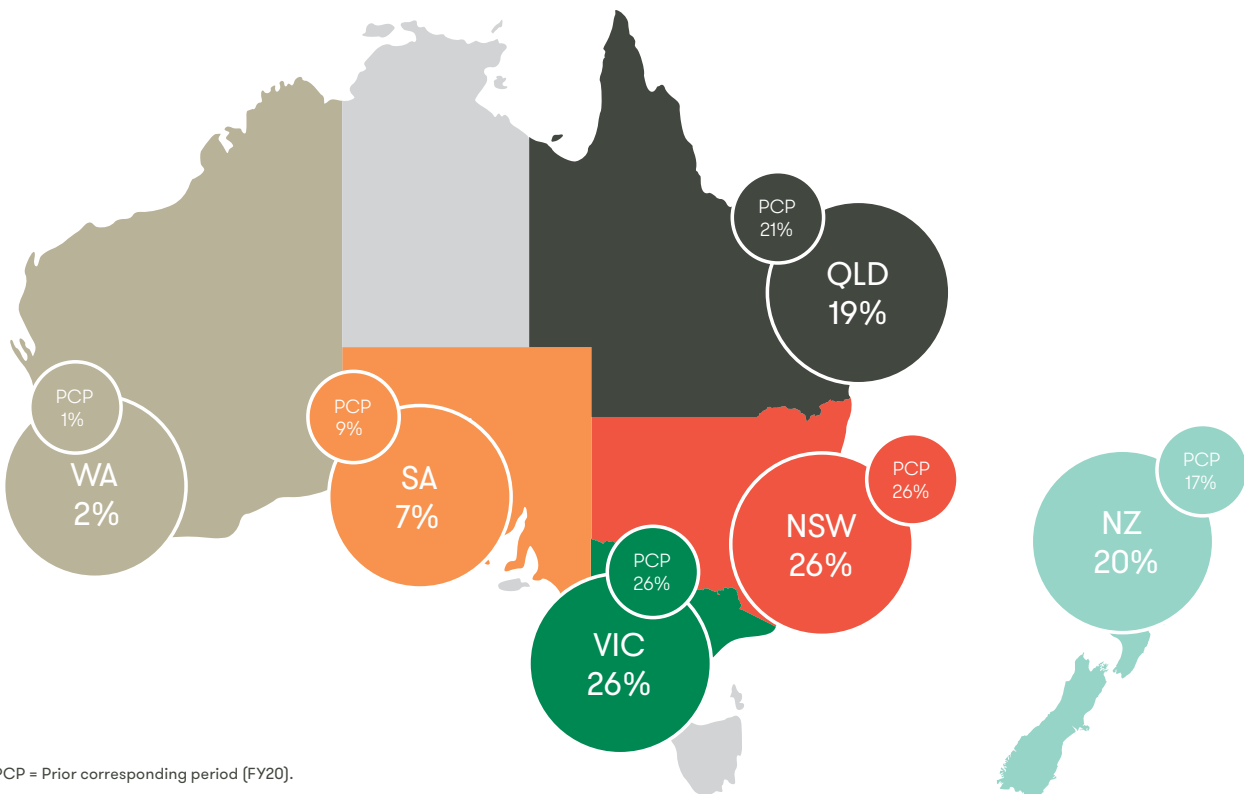 PCP
21%
QLD
19%
PCP
1%
WA
2%
PCP
9%
SA
7%
PCP
26%
NSW
26%
PCP
17%
NZ
20%
PCP
26%
VIC
26%
PCP = Prior corresponding period (FY20).